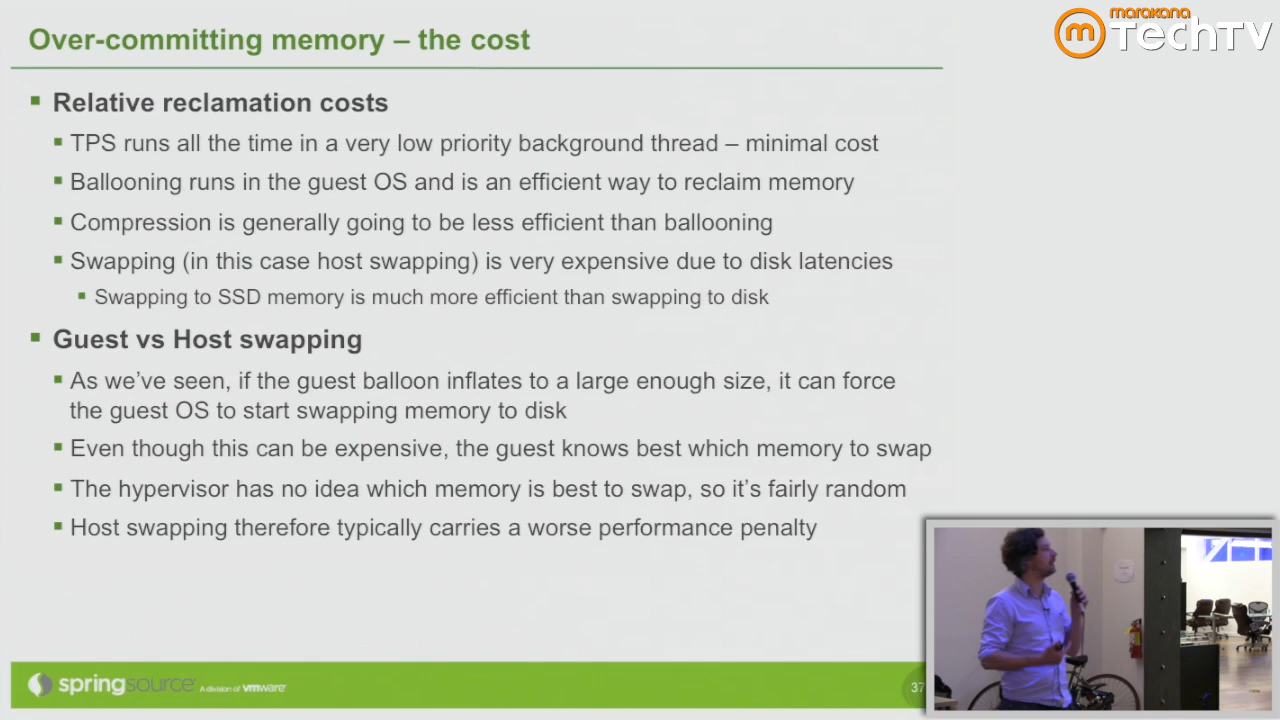 Over-committing memory – the cost
marakana
TechTV
Relative reclamation costs
TPS runs all the time in a very low priority background thread – minimal cost
Ballooning runs in the guest OS and is an efficient way to reclaim memory
Compression is generally going to be less efficient than ballooning
Swapping (in this case host swapping) is very expensive due to disk latencies
Swapping to SSD memory is much more efficient than swapping to disk
Guest vs Host swapping
As we’ve seen, if the guest balloon inflates to a large enough size, it can force
the guest OS to start swapping memory to disk
Even though this can be expensive, the guest knows best which memory to swap
The hypervisor has no idea which memory is best to swap, so it’s fairly random
Host swapping therefore typically carries a worse performance penalty
springsource A division of vmware
37